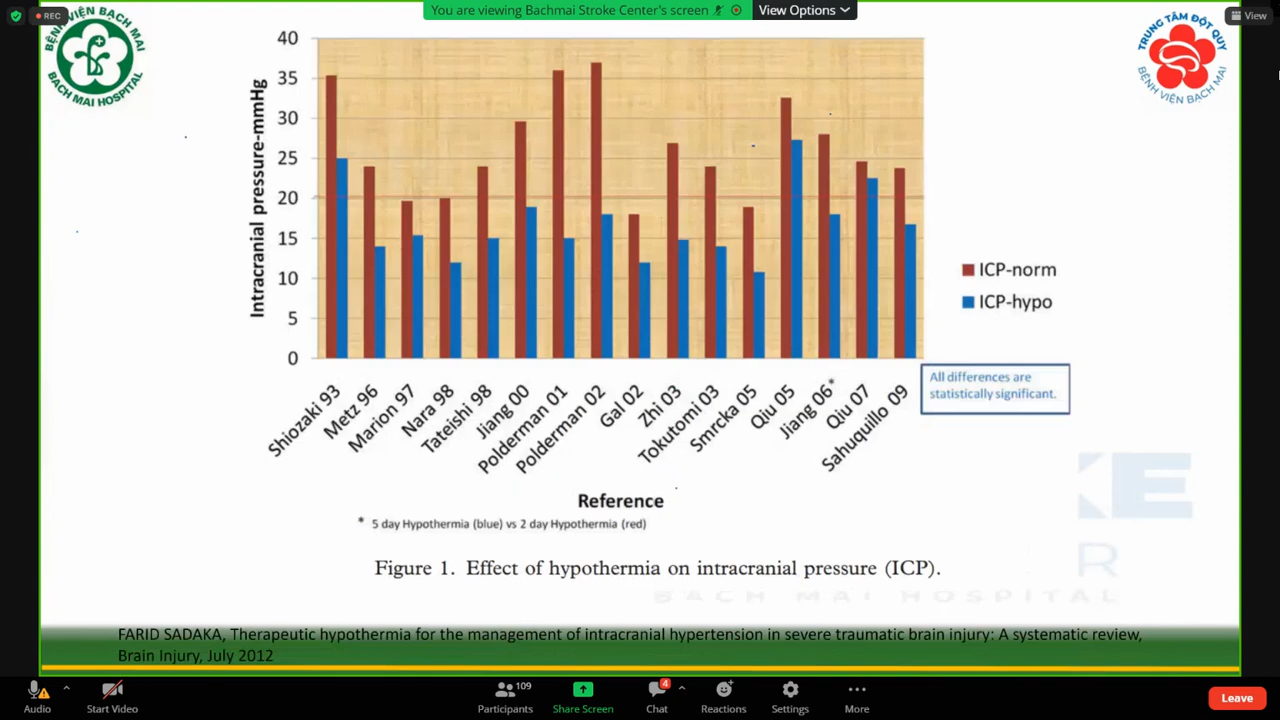 REC
You are viewing Bachmai Stroke Center's screen
View Options
View
BỆNH VIỆN BẠCH MAI
BACH MAI HOSPITAL
TRUNG TÂM ĐỘT QUỴ
BỆNH VIỆN BẠCH MAI
Intracranial pressure-mmHg
40
35
30
25
20
15
10
5
0
ICP-norm
ICP-hypo
All differences are
statistically significant.
Shiozaki 93
Metz 96
Marion 97
Nara 98
Tateishi 98
Jiang 00
Polderman 01
Polderman 02
Gal 02
Zhi 03
Tokutomi 03
Smrcka 05
Qiu 05
Jiang 06*
Qiu 07
Sahuquillo 09
Reference
* 5 day Hypothermia (blue) vs 2 day Hypothermia (red)
KE
R
BACH MAI HOSPITAL
Figure 1. Effect of hypothermia on intracranial pressure (ICP).
FARID SADAKA, Therapeutic hypothermia for the management of intracranial hypertension in severe traumatic brain injury: A systematic review,
Brain Injury, July 2012
Audio
Start Video
109
Participants
Share Screen
4
Chat
Reactions
Settings
More
Leave